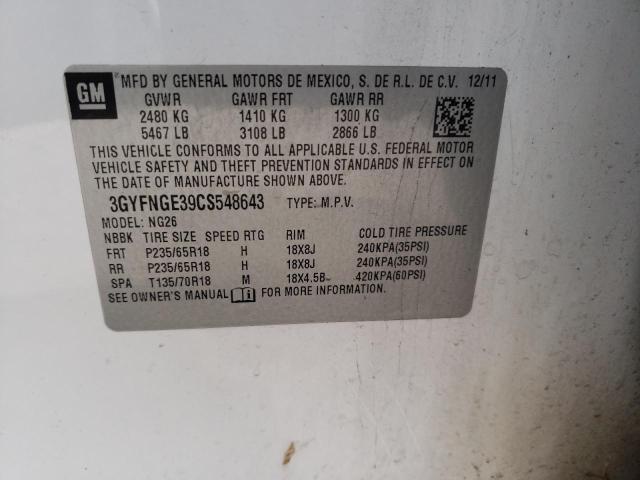 GM
MFD BY GENERAL MOTORS DE MEXICO, S. DE R.L. DE C.V. 12/11
GVWR GAWR FRT GAWR RR
2480 KG 1410 KG 1300 KG
5467 LB 3108 LB 2866 LB
THIS VEHICLE CONFORMS TO ALL APPLICABLE U.S. FEDERAL MOTOR
VEHICLE SAFETY AND THEFT PREVENTION STANDARDS IN EFFECT ON
THE DATE OF MANUFACTURE SHOWN ABOVE.
3GYFNGE39CS548643 TYPE: M.P.V.
MODEL: NG26
NBBK TIRE SIZE SPEED RTG RIM COLD TIRE PRESSURE
FRT P235/65R18 H 18X8J 240KPA(35PSI)
RR P235/65R18 H 18X8J 240KPA(35PSI)
SPA T135/70R18 M 18X4.5B 420KPA(60PSI)
SEE OWNER'S MANUAL FOR MORE INFORMATION.